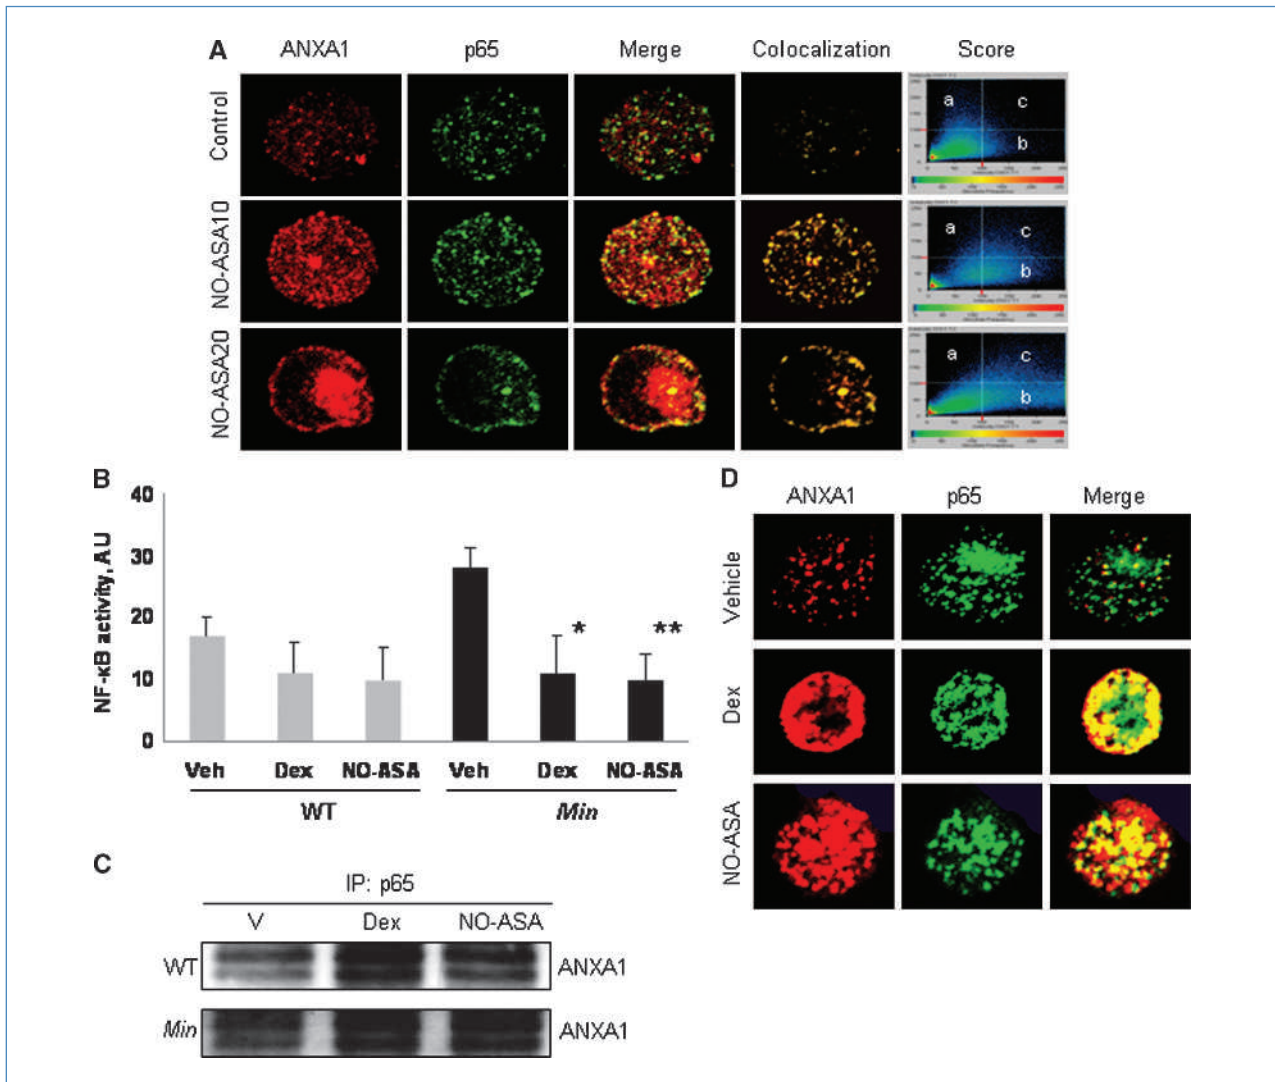 A ANXA1 p65 Merge Colocalization Score
Control
a c
b
NO-ASA10
a c
b
NO-ASA20
a c
b
B
NF-κB activity, AU
40
30
20
10
0
* **
Veh Dex NO-ASA Veh Dex NO-ASA
WT Min
C
IP: p65
V Dex NO-ASA
WT ANXA1
Min ANXA1
D
ANXA1 p65 Merge
Vehicle
Dex
NO-ASA